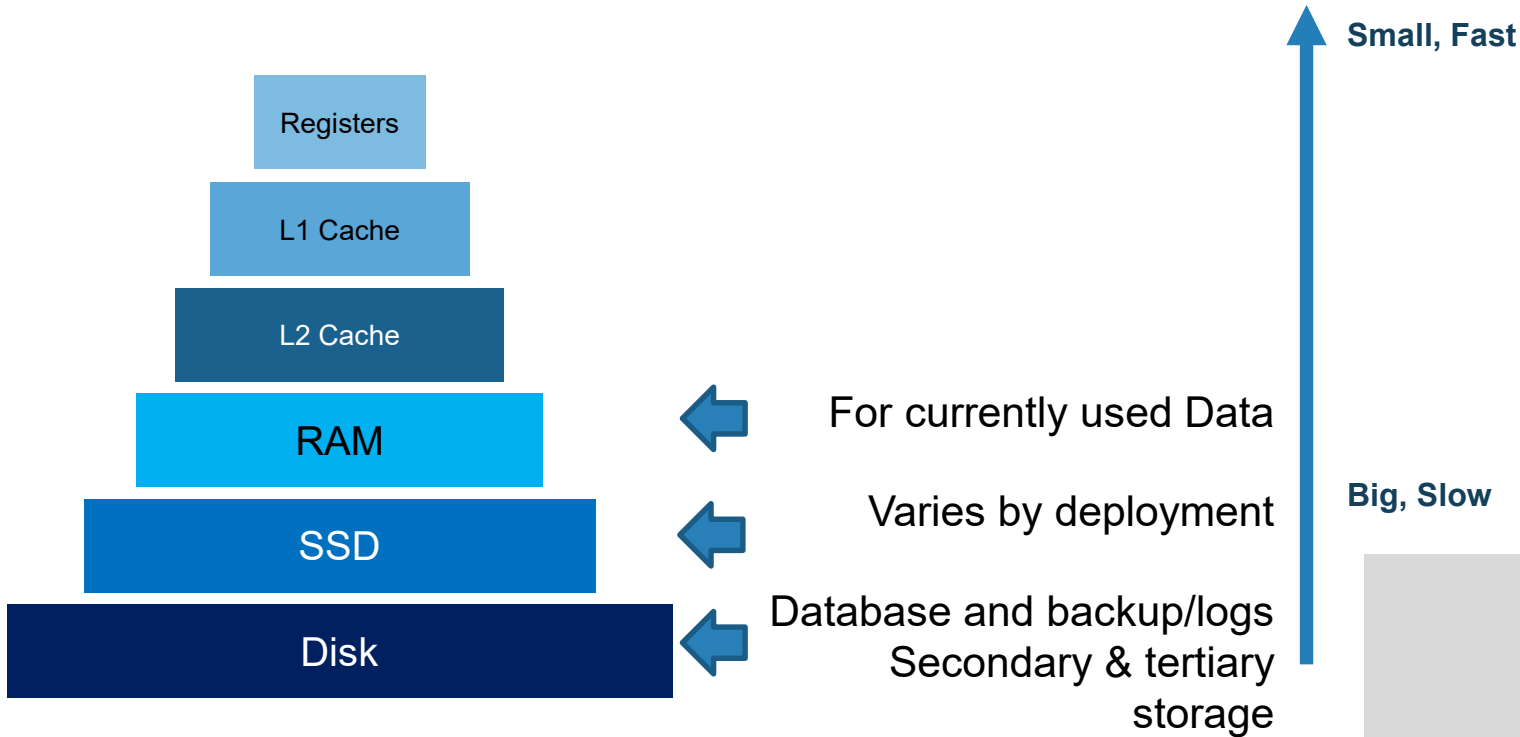 Small, Fast
Registers
L1 Cache
L2 Cache
RAM
For currently used Data
SSD
Varies by deployment
Big, Slow
Disk
Database and backup/logs
Secondary & tertiary
storage